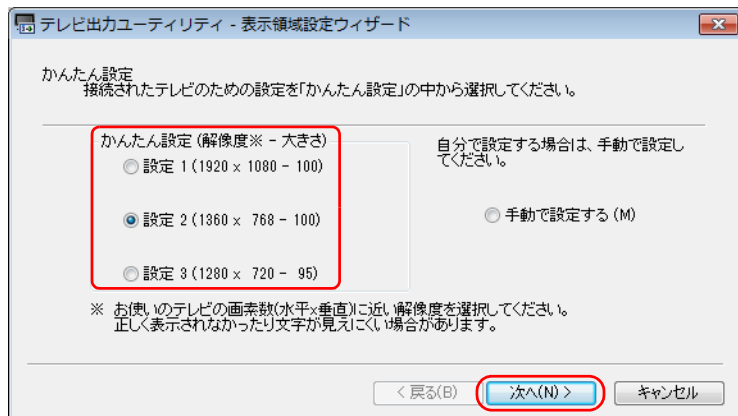 テレビ出力ユーティリティ - 表示領域設定ウィザード
かんたん設定
接続されたテレビのための設定を「かんたん設定」の中から選択してください。
かんたん設定 (解像度※ - 大きさ)
設定 1 (1920 x 1080 - 100)
設定 2 (1360 x 768 - 100)
設定 3 (1280 x 720 - 95)
自分で設定する場合は、手動で設定し
てください。
手動で設定する (M)
※ お使いのテレビの画素数(水平x垂直)に近い解像度を選択してください。
正しく表示されなかったり文字が見えにくい場合があります。
< 戻る(B)
次へ(N) >
キャンセル